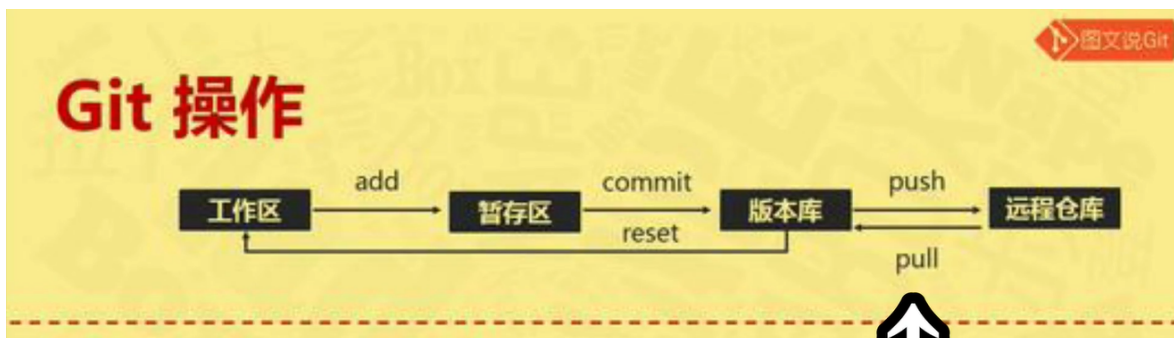 图文说Git
Git 操作
add
commit
push
工作区
暂存区
版本库
远程仓库
reset
pull